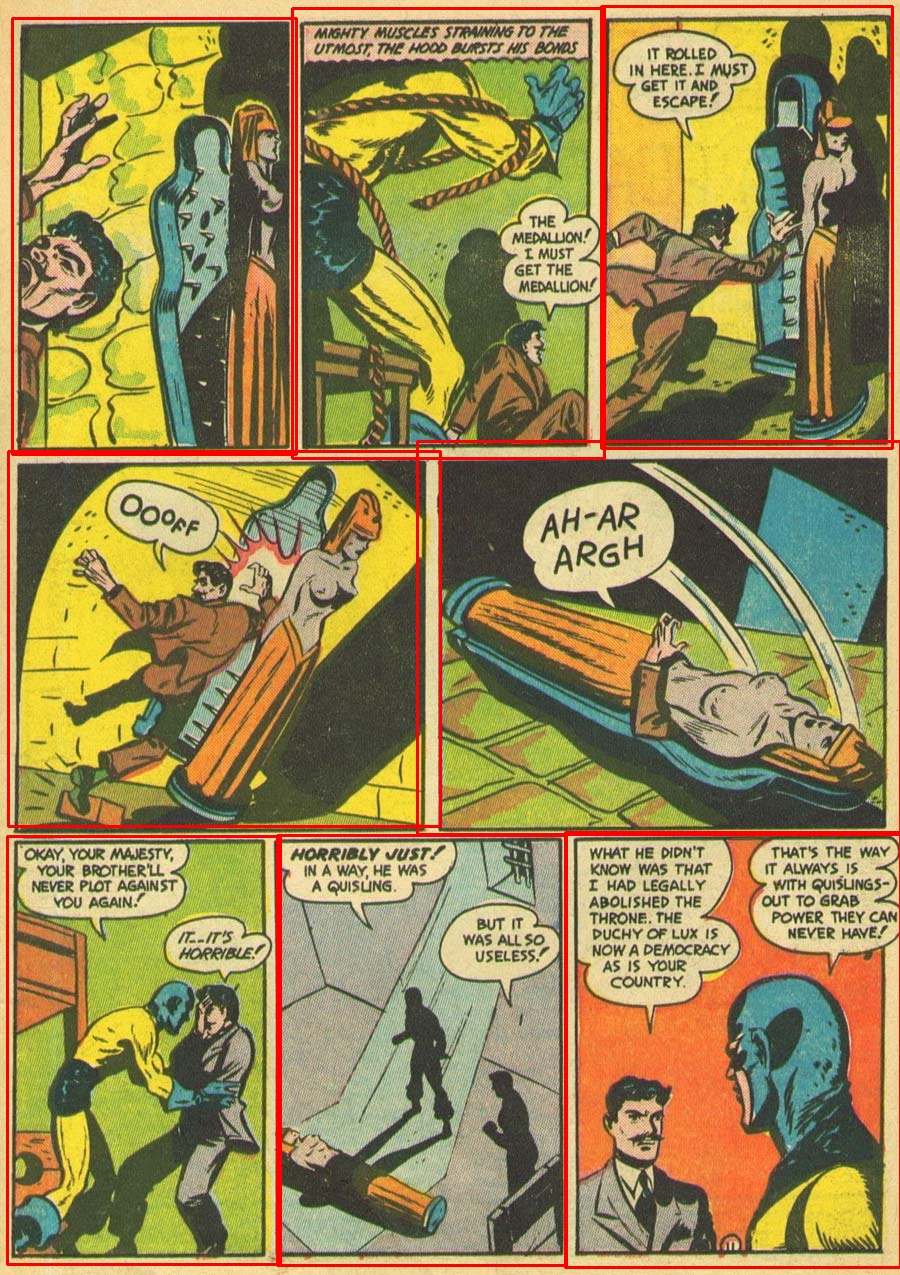 MIGHTY MUSCLES STRAINING TO THE
UTMOST, THE HOOD BURSTS HIS BONDS
THE
MEDALLION!
I MUST
GET THE
MEDALLION!
IT ROLLED
IN HERE. I MUST
GET IT AND
ESCAPE!
OOOFF
AH-AR
ARGH
OKAY, YOUR MAJESTY,
YOUR BROTHER'LL
NEVER PLOT AGAINST
YOU AGAIN!
IT--IT'S
HORRIBLE!
HORRIBLY JUST!
IN A WAY, HE WAS
A QUISLING.
BUT IT
WAS ALL SO
USELESS!
WHAT HE DIDN'T
KNOW WAS THAT
I HAD LEGALLY
ABOLISHED THE
THRONE. THE
DUCHY OF LUX IS
NOW A DEMOCRACY
AS IS YOUR
COUNTRY.
THAT'S THE WAY
IT ALWAYS IS
WITH QUISLINGS-
OUT TO GRAB
POWER THEY CAN
NEVER HAVE!
11